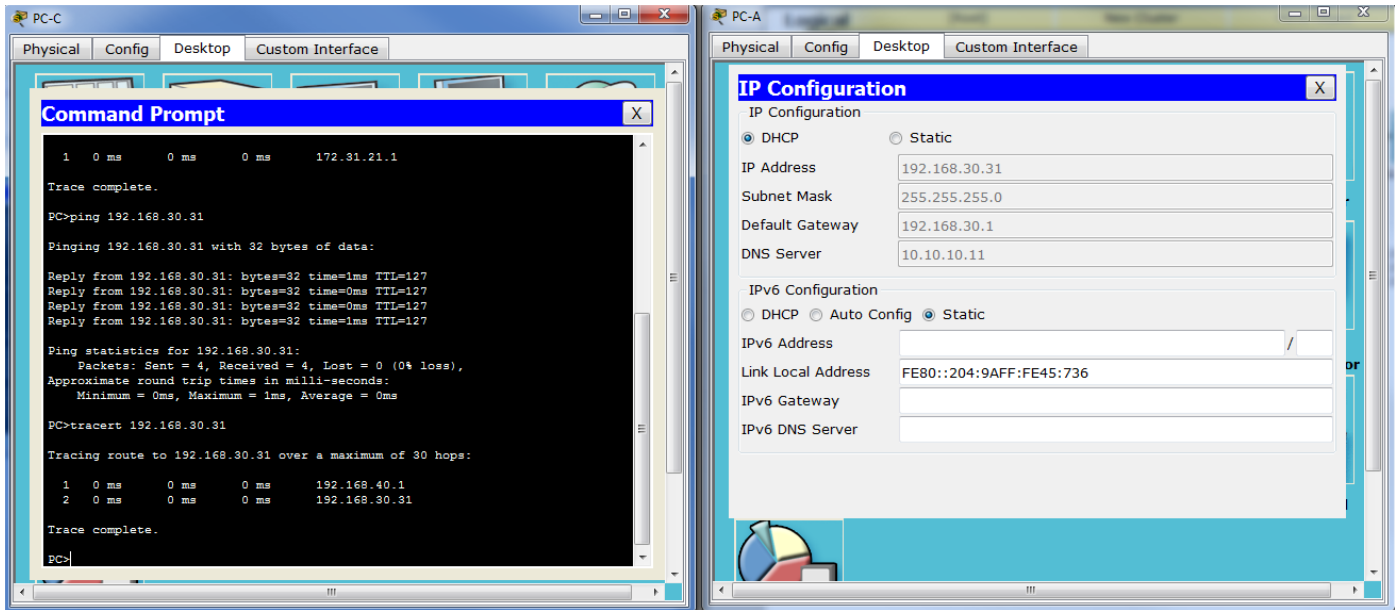 PC-C
Physical Config Desktop Custom Interface
Command Prompt
X
1 0 ms 0 ms 0 ms 172.31.21.1
Trace complete.
PC>ping 192.168.30.31
Pinging 192.168.30.31 with 32 bytes of data:
Reply from 192.168.30.31: bytes=32 time=1ms TTL=127
Reply from 192.168.30.31: bytes=32 time=0ms TTL=127
Reply from 192.168.30.31: bytes=32 time=0ms TTL=127
Reply from 192.168.30.31: bytes=32 time=1ms TTL=127
Ping statistics for 192.168.30.31:
Packets: Sent = 4, Received = 4, Lost = 0 (0% loss),
Approximate round trip times in milli-seconds:
Minimum = 0ms, Maximum = 1ms, Average = 0ms
PC>tracert 192.168.30.31
Tracing route to 192.168.30.31 over a maximum of 30 hops:
1 0 ms 0 ms 0 ms 192.168.40.1
2 0 ms 0 ms 0 ms 192.168.30.31
Trace complete.
PC>
PC-A
Logical [Root] New Cluster
Physical Config Desktop Custom Interface
IP Configuration
X
IP Configuration
DHCP Static
IP Address 192.168.30.31
Subnet Mask 255.255.255.0
Default Gateway 192.168.30.1
DNS Server 10.10.10.11
IPv6 Configuration
DHCP Auto Config Static
IPv6 Address /
Link Local Address FE80::204:9AFF:FE45:736
IPv6 Gateway
IPv6 DNS Server
or